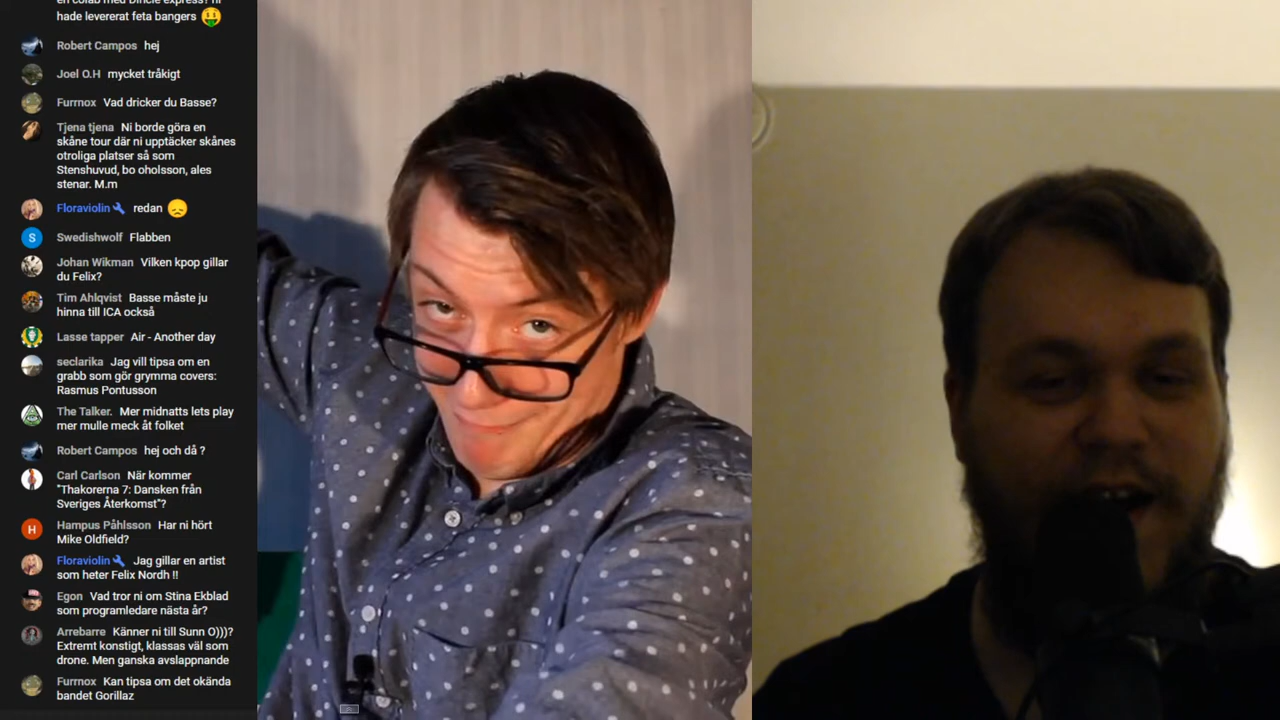 en colab med Dincie express? ni
hade levererat feta bangers
Robert Campos hej
Joel O.H mycket tråkigt
Furrnox Vad dricker du Basse?
Tjena tjena Ni borde göra en
skåne tour där ni upptäcker skånes
otroliga platser så som
Stenshuvud, bo oholsson, ales
stenar. M.m
Floraviolin redan
S Swedishwolf Flabben
Johan Wikman Vilken kpop gillar
du Felix?
Tim Ahlqvist Basse måste ju
hinna till ICA också
Lasse tapper Air - Another day
seclarika Jag vill tipsa om en
grabb som gör grymma covers:
Rasmus Pontusson
The Talker. Mer midnatts lets play
mer mulle meck åt folket
Robert Campos hej och då ?
Carl Carlson När kommer
"Thakorerna 7: Dansken från
Sveriges Återkomst"?
H Hampus Påhlsson Har ni hört
Mike Oldfield?
Floraviolin Jag gillar en artist
som heter Felix Nordh !!
Egon Vad tror ni om Stina Ekblad
som programledare nästa år?
Arrebarre Känner ni till Sunn O)))?
Extremt konstigt, klassas väl som
drone. Men ganska avslappnande
Furrnox Kan tipsa om det okända
bandet Gorillaz